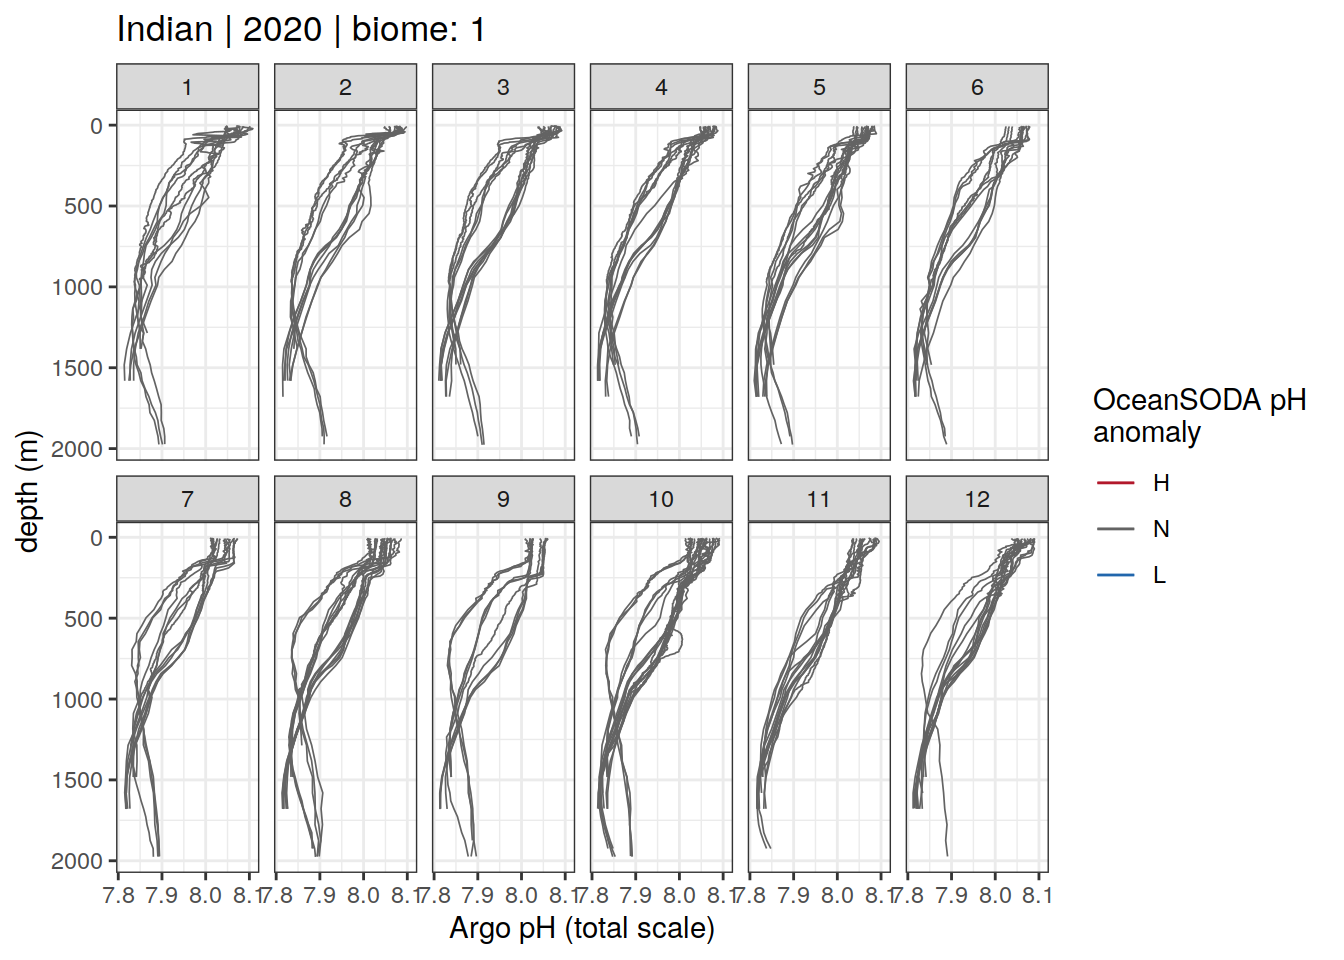 Indian | 2020 | biome: 1
1 2 3 4 5 6
0
500
1000
1500
2000
7 8 9 10 11 12
0
500
1000
1500
2000
7.8 7.9 8.0 8.1 7.8 7.9 8.0 8.1 7.8 7.9 8.0 8.1 7.8 7.9 8.0 8.1 7.8 7.9 8.0 8.1 7.8 7.9 8.0 8.1
Argo pH (total scale)
depth (m)
OceanSODA pH
anomaly
H
N
L